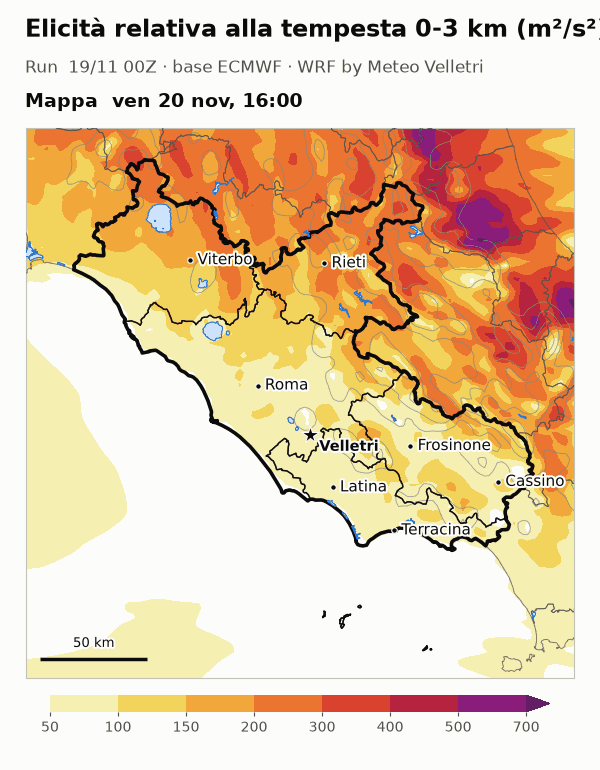 Elicità relativa alla tempesta 0-3 km (m²/s²)
Run  19/11 00Z · base ECMWF · WRF by Meteo Velletri
Mappa  ven 20 nov, 16:00
Viterbo
Rieti
Roma
Velletri
Frosinone
Cassino
Latina
Terracina
50 km
50 100 150 200 300 400 500 700